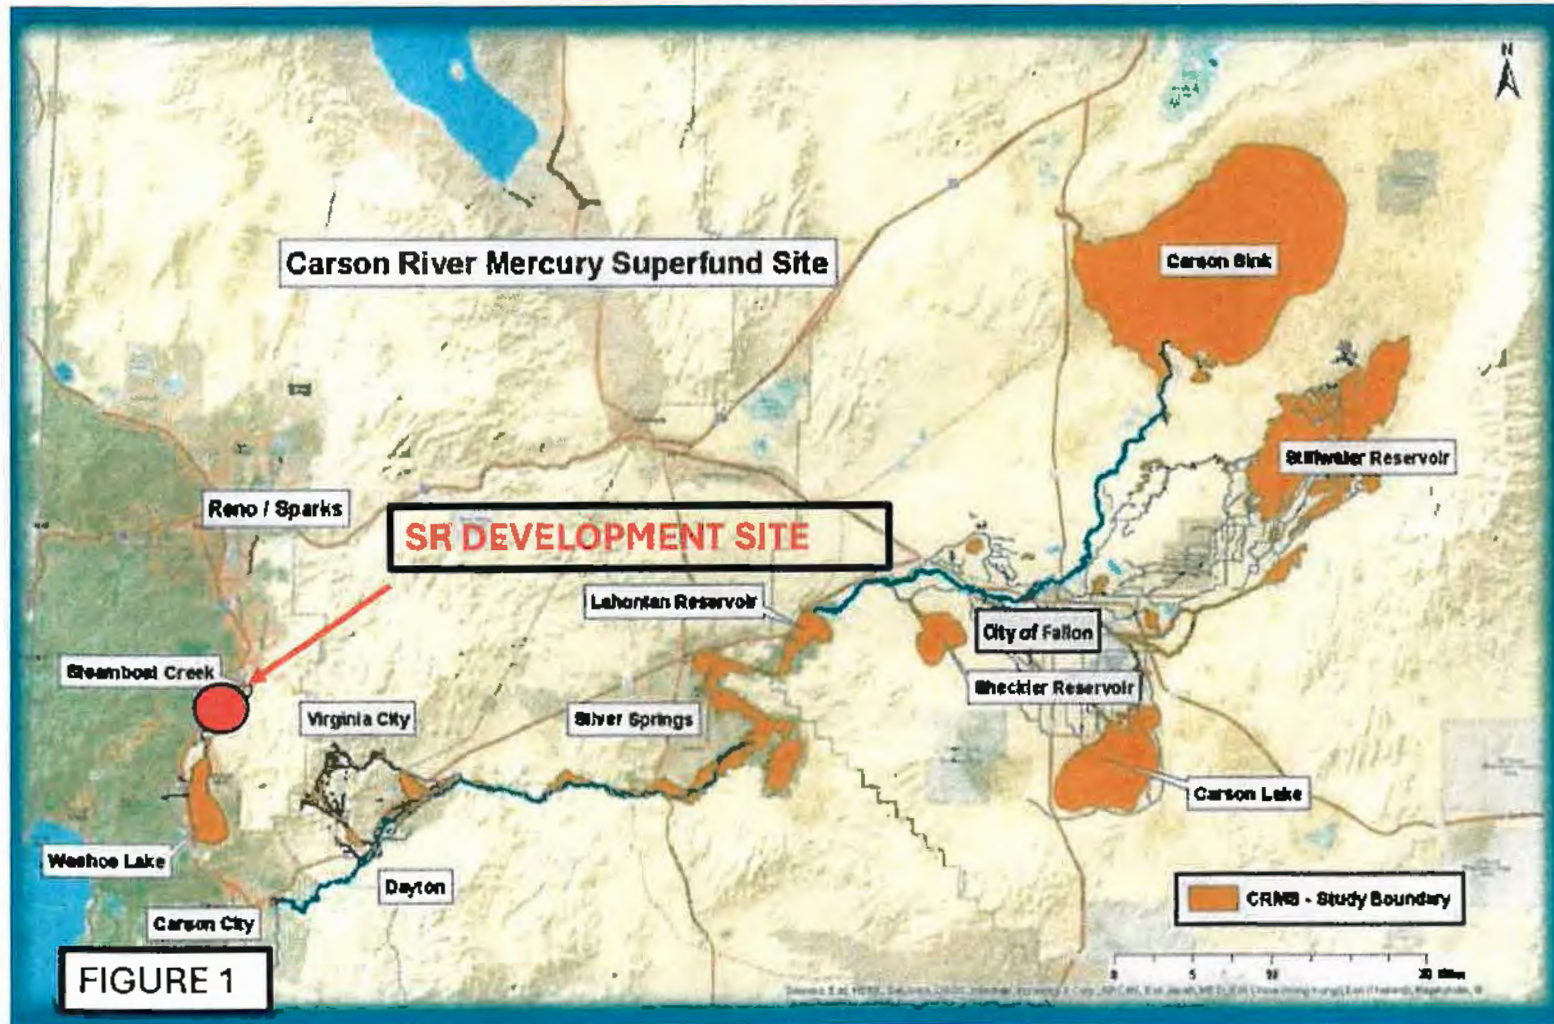 N
Carson River Mercury Superfund Site
Carson Sink
Stillwater Reservoir
Reno / Sparks
SR DEVELOPMENT SITE
Lahontan Reservoir
City of Fallon
Steamboat Creek
Sheckler Reservoir
Virginia City
Silver Springs
Carson Lake
Washoe Lake
Dayton
CRMS - Study Boundary
Carson City
FIGURE 1
0 5 10 20 Miles